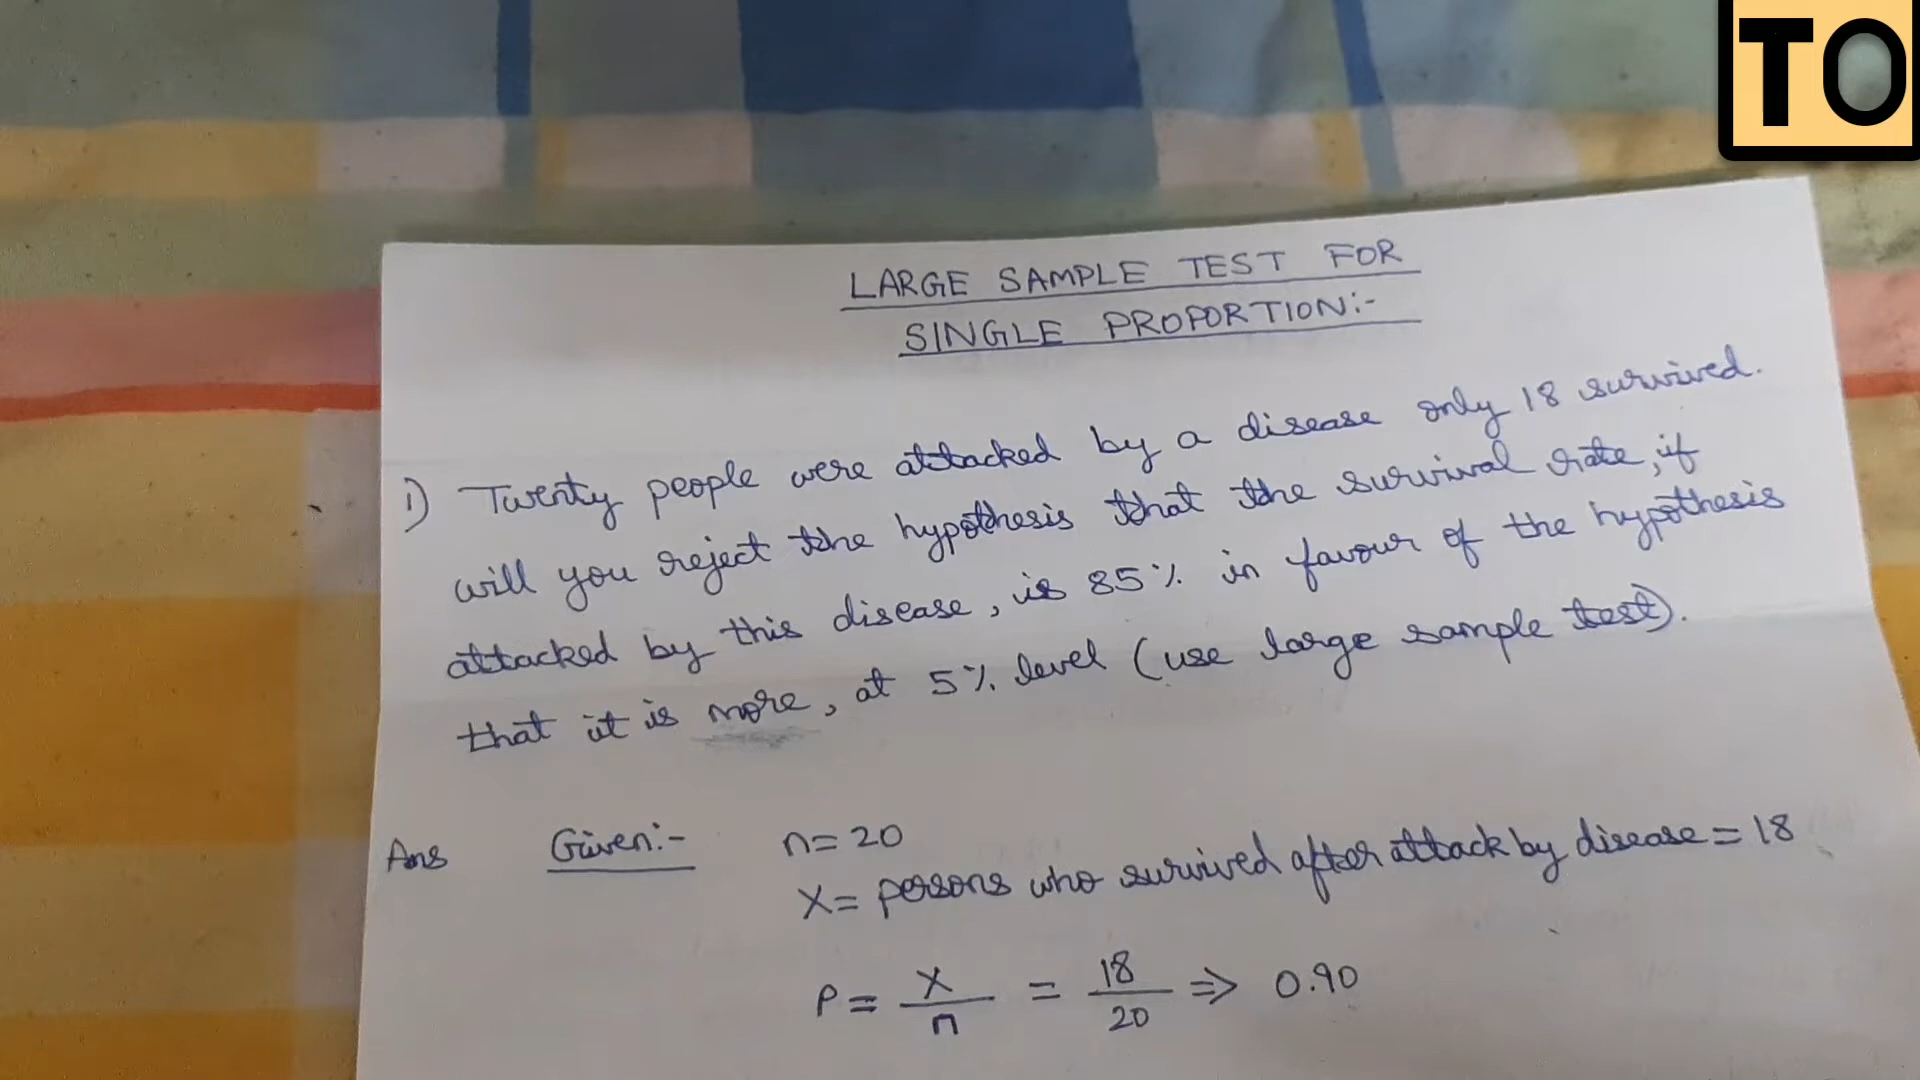 TO
LARGE SAMPLE TEST FOR
SINGLE PROPORTION:-
1) Twenty people were attacked by a disease only 18 survived.
will you reject the hypothesis that the survival rate, if
attacked by this disease, is 85% in favour of the hypothesis
that it is more, at 5% level (use large sample test).
Ans Given:- n=20
X= persons who survived after attack by disease = 18
P = X/n = 18/20 ⇒ 0.90